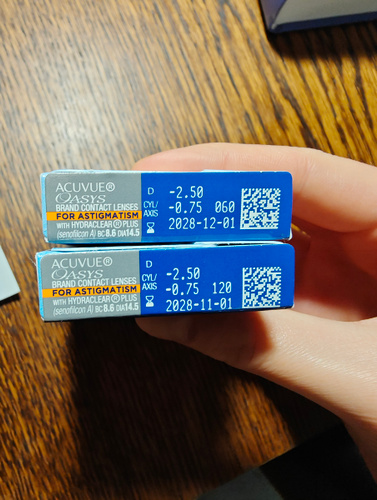 ACUVUE®
OASYS
BRAND CONTACT LENSES
FOR ASTIGMATISM
WITH HYDRACLEAR® PLUS
(senofilcon A) BC 8.6 DIA 14.5
D -2.50
CYL/AXIS -0.75 060
2028-12-01
ACUVUE®
OASYS
BRAND CONTACT LENSES
FOR ASTIGMATISM
WITH HYDRACLEAR® PLUS
(senofilcon A) BC 8.6 DIA 14.5
D -2.50
CYL/AXIS -0.75 120
2028-11-01